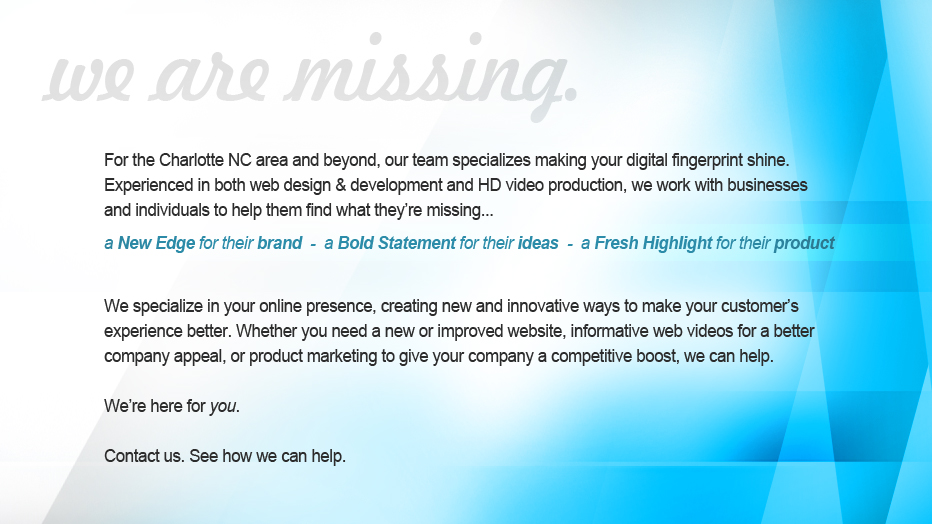 we are missing.
For the Charlotte NC area and beyond, our team specializes making your digital fingerprint shine.
Experienced in both web design & development and HD video production, we work with businesses
and individuals to help them find what they’re missing...
a New Edge for their brand - a Bold Statement for their ideas - a Fresh Highlight for their product
We specialize in your online presence, creating new and innovative ways to make your customer’s
experience better. Whether you need a new or improved website, informative web videos for a better
company appeal, or product marketing to give your company a competitive boost, we can help.
We’re here for you.
Contact us. See how we can help.